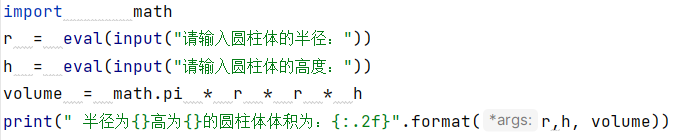 import        math
r  =  eval(input("请输入圆柱体的半径："))
h  =  eval(input("请输入圆柱体的高度："))
volume  =  math.pi  *  r  *  r  *  h
print(" 半径为{}高为{}的圆柱体体积为：{:.2f}".format( *args: r,h, volume))